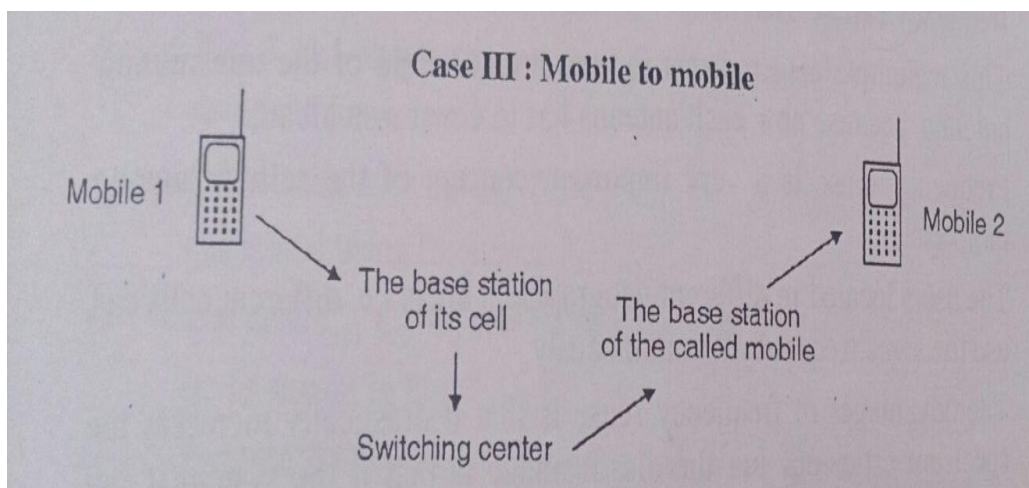 Case III : Mobile to mobile
Mobile 1
Mobile 2
The base station
of its cell
The base station
of the called mobile
Switching center